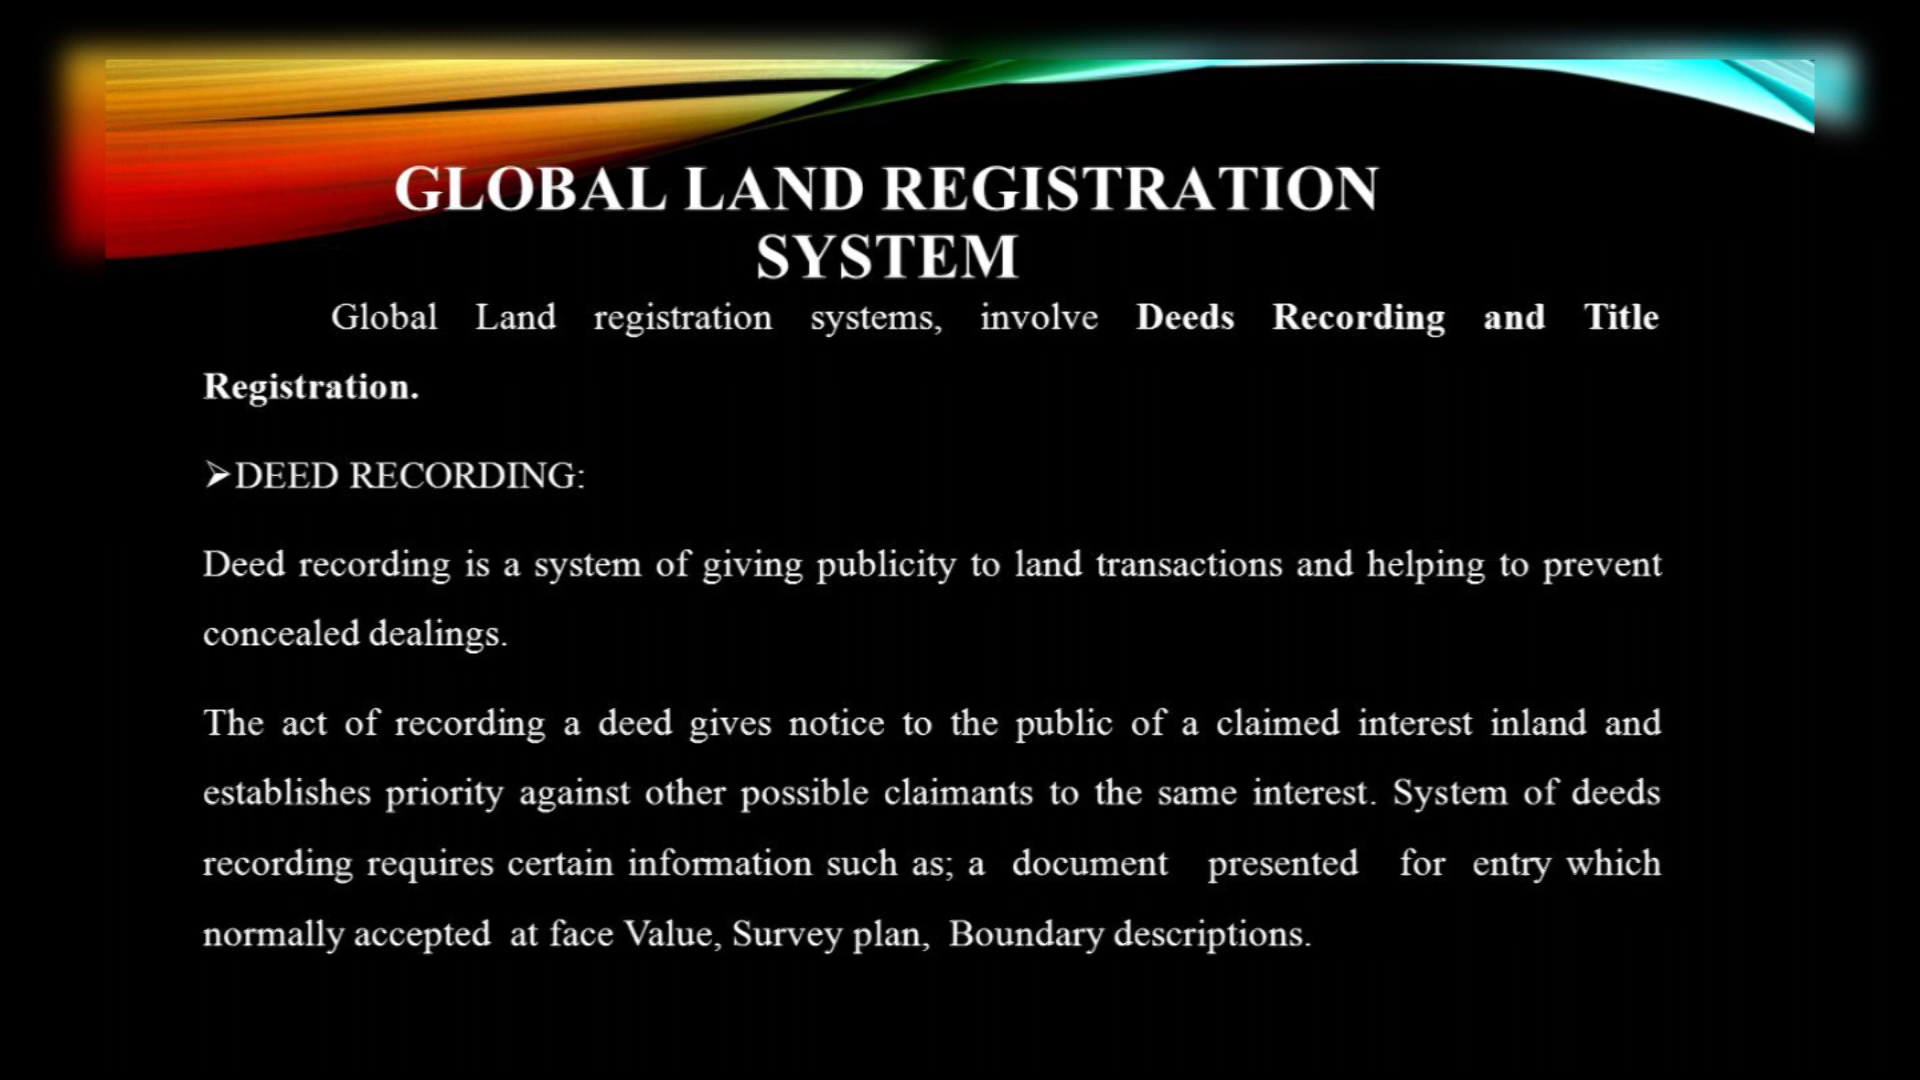 GLOBAL LAND REGISTRATION
SYSTEM
Global Land registration systems, involve Deeds Recording and Title
Registration.
➢DEED RECORDING:
Deed recording is a system of giving publicity to land transactions and helping to prevent
concealed dealings.
The act of recording a deed gives notice to the public of a claimed interest inland and
establishes priority against other possible claimants to the same interest. System of deeds
recording requires certain information such as; a document presented for entry which
normally accepted at face Value, Survey plan, Boundary descriptions.